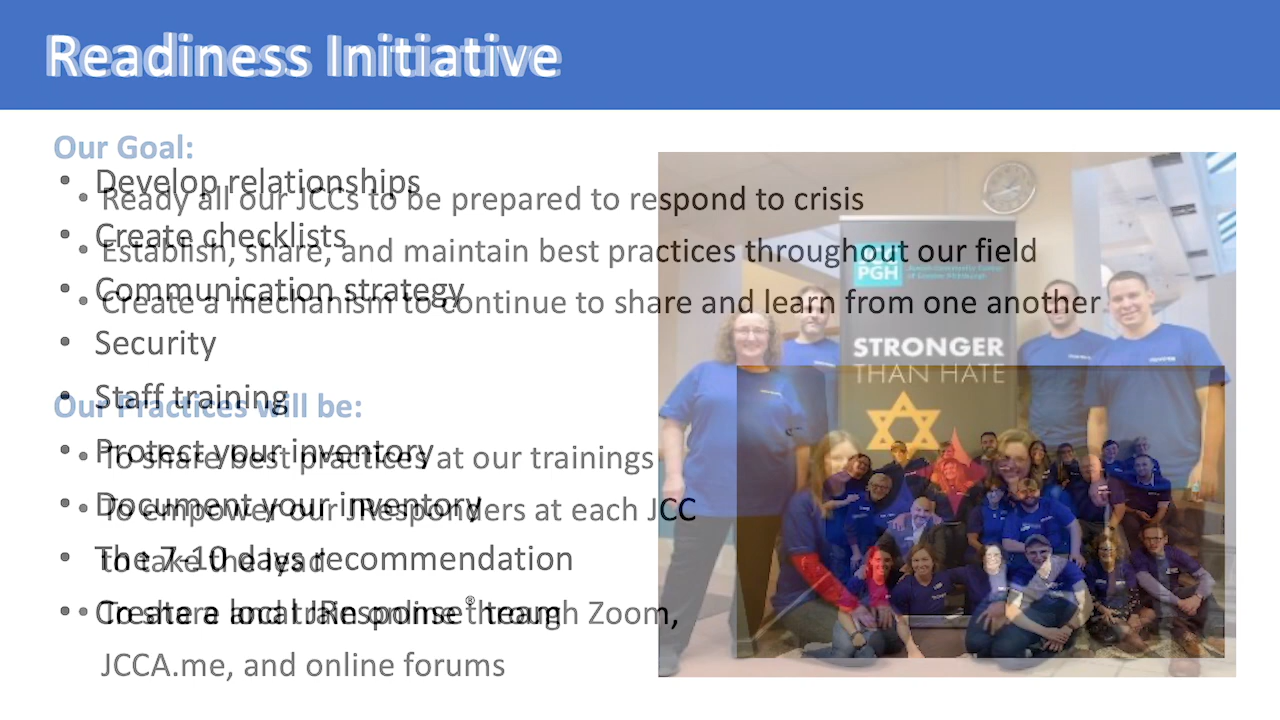 Readiness Initiative
Our Goal:
• Ready all our JCCs to be prepared to respond to crisis
• Establish, share, and maintain best practices throughout our field
• Create a mechanism to continue to share and learn from one another
Our Practices will be:
• To share best practices at our trainings
• To empower our JResponders at each JCC
to take the lead
• To share and train online through Zoom,
JCCA.me, and online forums
• Develop relationships
• Create checklists
• Communication strategy
• Security
• Staff training
• Protect your inventory
• Document your inventory
• The 7-10 days recommendation
• Create a local JResponse® team
PGH
STRONGER
THAN HATE